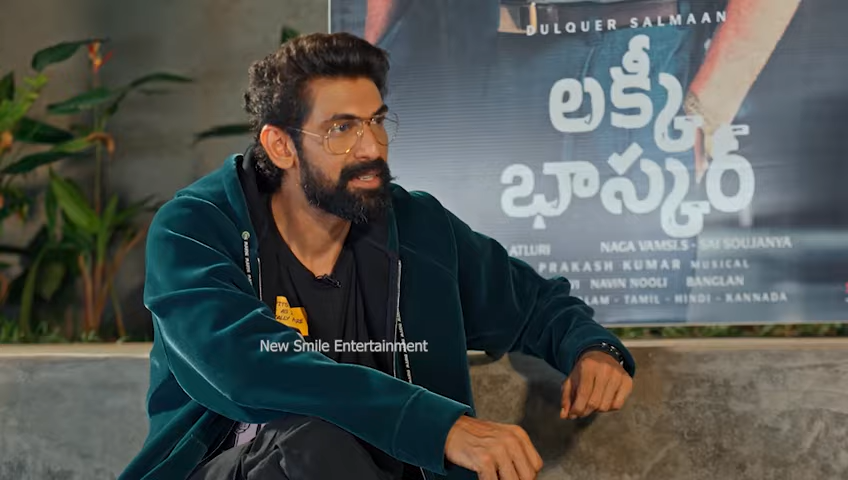 DULQUER SALMAAN
లక్కీ
భాస్కర్
ATLURI NAGA VAMSI.S - SAI SOUJANYA
PRAKASH KUMAR MUSICAL
NAVIN NOOLI BANGLAN
TAMIL - HINDI - KANNADA
New Smile Entertainment